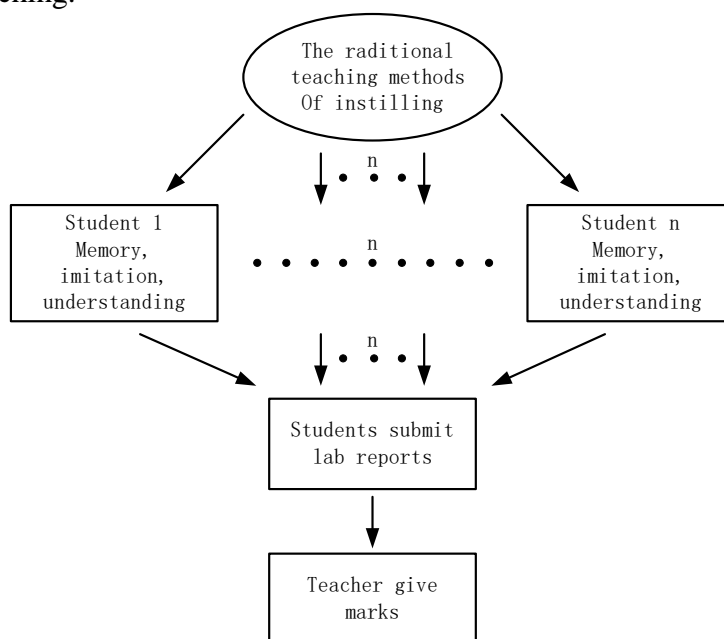 The raditional
teaching methods
Of instilling
n
Student 1
Memory,
imitation,
understanding
n
Student n
Memory,
imitation,
understanding
n
Students submit
lab reports
Teacher give
marks